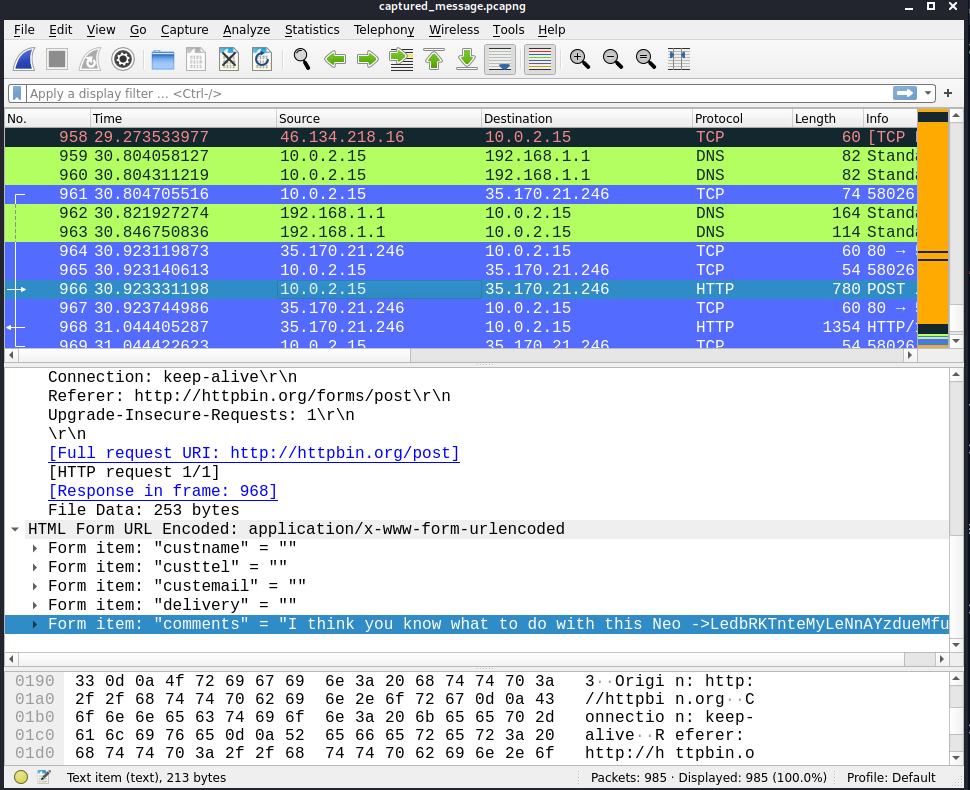 captured_message.pcapng
File Edit View Go Capture Analyze Statistics Telephony Wireless Tools Help
Apply a display filter ... <Ctrl-/>
No. Time Source Destination Protocol Length Info
958 29.273533977 46.134.218.16 10.0.2.15 TCP 60 [TCP
959 30.804058127 10.0.2.15 192.168.1.1 DNS 82 Standa
960 30.804311219 10.0.2.15 192.168.1.1 DNS 82 Standa
961 30.804705516 10.0.2.15 35.170.21.246 TCP 74 58026
962 30.821927274 192.168.1.1 10.0.2.15 DNS 164 Standa
963 30.846750836 192.168.1.1 10.0.2.15 DNS 114 Standa
964 30.923119873 35.170.21.246 10.0.2.15 TCP 60 80 →
965 30.923140613 10.0.2.15 35.170.21.246 TCP 54 58026
966 30.923331198 10.0.2.15 35.170.21.246 HTTP 780 POST
967 30.923744986 35.170.21.246 10.0.2.15 TCP 60 80 →
968 31.044405287 35.170.21.246 10.0.2.15 HTTP 1354 HTTP/
969 31.044422623 10.0.2.15 35.170.21.246 TCP 54 58026
Connection: keep-alive\r\n
Referer: http://httpbin.org/forms/post\r\n
Upgrade-Insecure-Requests: 1\r\n
\r\n
[Full request URI: http://httpbin.org/post]
[HTTP request 1/1]
[Response in frame: 968]
File Data: 253 bytes
HTML Form URL Encoded: application/x-www-form-urlencoded
Form item: "custname" = ""
Form item: "custtel" = ""
Form item: "custemail" = ""
Form item: "delivery" = ""
Form item: "comments" = "I think you know what to do with this Neo ->LedbRKTnteMyLeNnAYzdueMfu
0190 33 0d 0a 4f 72 69 67 69 6e 3a 20 68 74 74 70 3a 3··Origi n: http:
01a0 2f 2f 68 74 74 70 62 69 6e 2e 6f 72 67 0d 0a 43 //httpbi n.org··C
01b0 6f 6e 6e 65 63 74 69 6f 6e 3a 20 6b 65 65 70 2d onnectio n: keep-
01c0 61 6c 69 76 65 0d 0a 52 65 66 65 72 65 72 3a 20 alive··R eferer:
01d0 68 74 74 70 3a 2f 2f 68 74 74 70 62 69 6e 2e 6f http://h ttpbin.o
Text item (text), 213 bytes Packets: 985 · Displayed: 985 (100.0%) Profile: Default